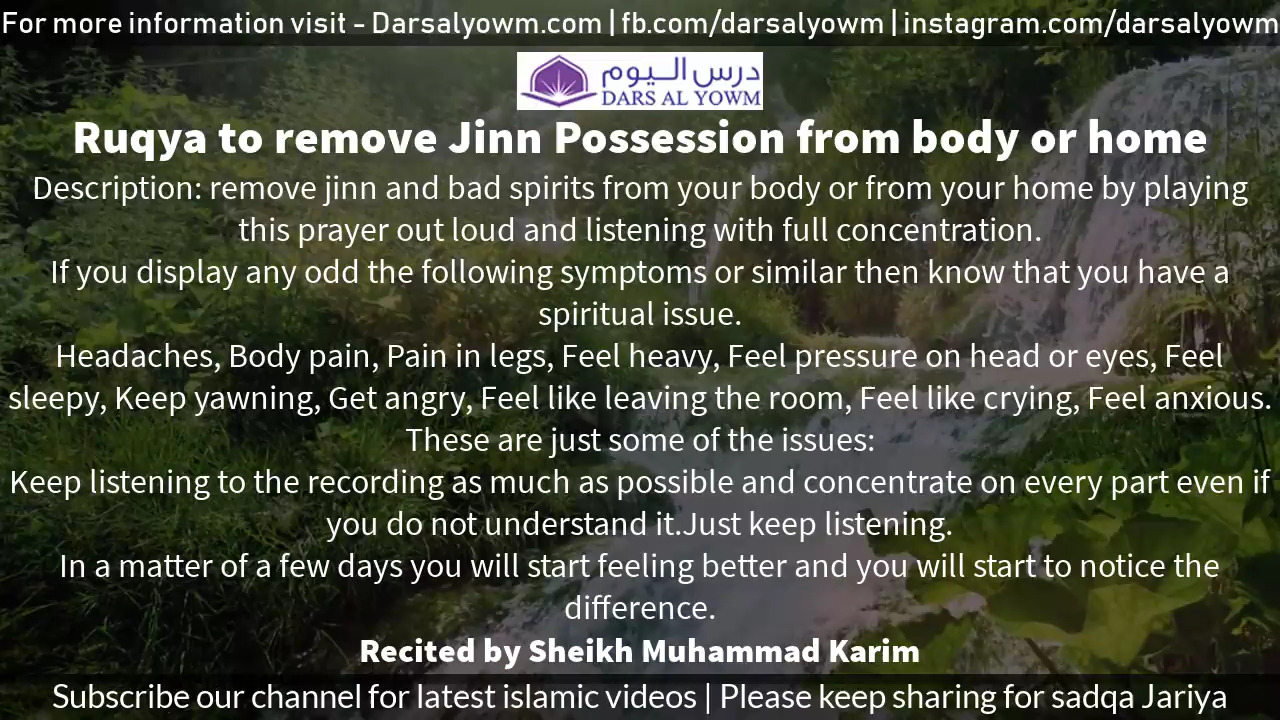 For more information visit - Darsalyowm.com | fb.com/darsalyowm | instagram.com/darsalyowm
درس اليوم
DARS AL YOWM
Ruqya to remove Jinn Possession from body or home
Description: remove jinn and bad spirits from your body or from your home by playing
this prayer out loud and listening with full concentration.
If you display any odd the following symptoms or similar then know that you have a
spiritual issue.
Headaches, Body pain, Pain in legs, Feel heavy, Feel pressure on head or eyes, Feel
sleepy, Keep yawning, Get angry, Feel like leaving the room, Feel like crying, Feel anxious.
These are just some of the issues:
Keep listening to the recording as much as possible and concentrate on every part even if
you do not understand it.Just keep listening.
In a matter of a few days you will start feeling better and you will start to notice the
difference.
Recited by Sheikh Muhammad Karim
Subscribe our channel for latest islamic videos | Please keep sharing for sadqa Jariya